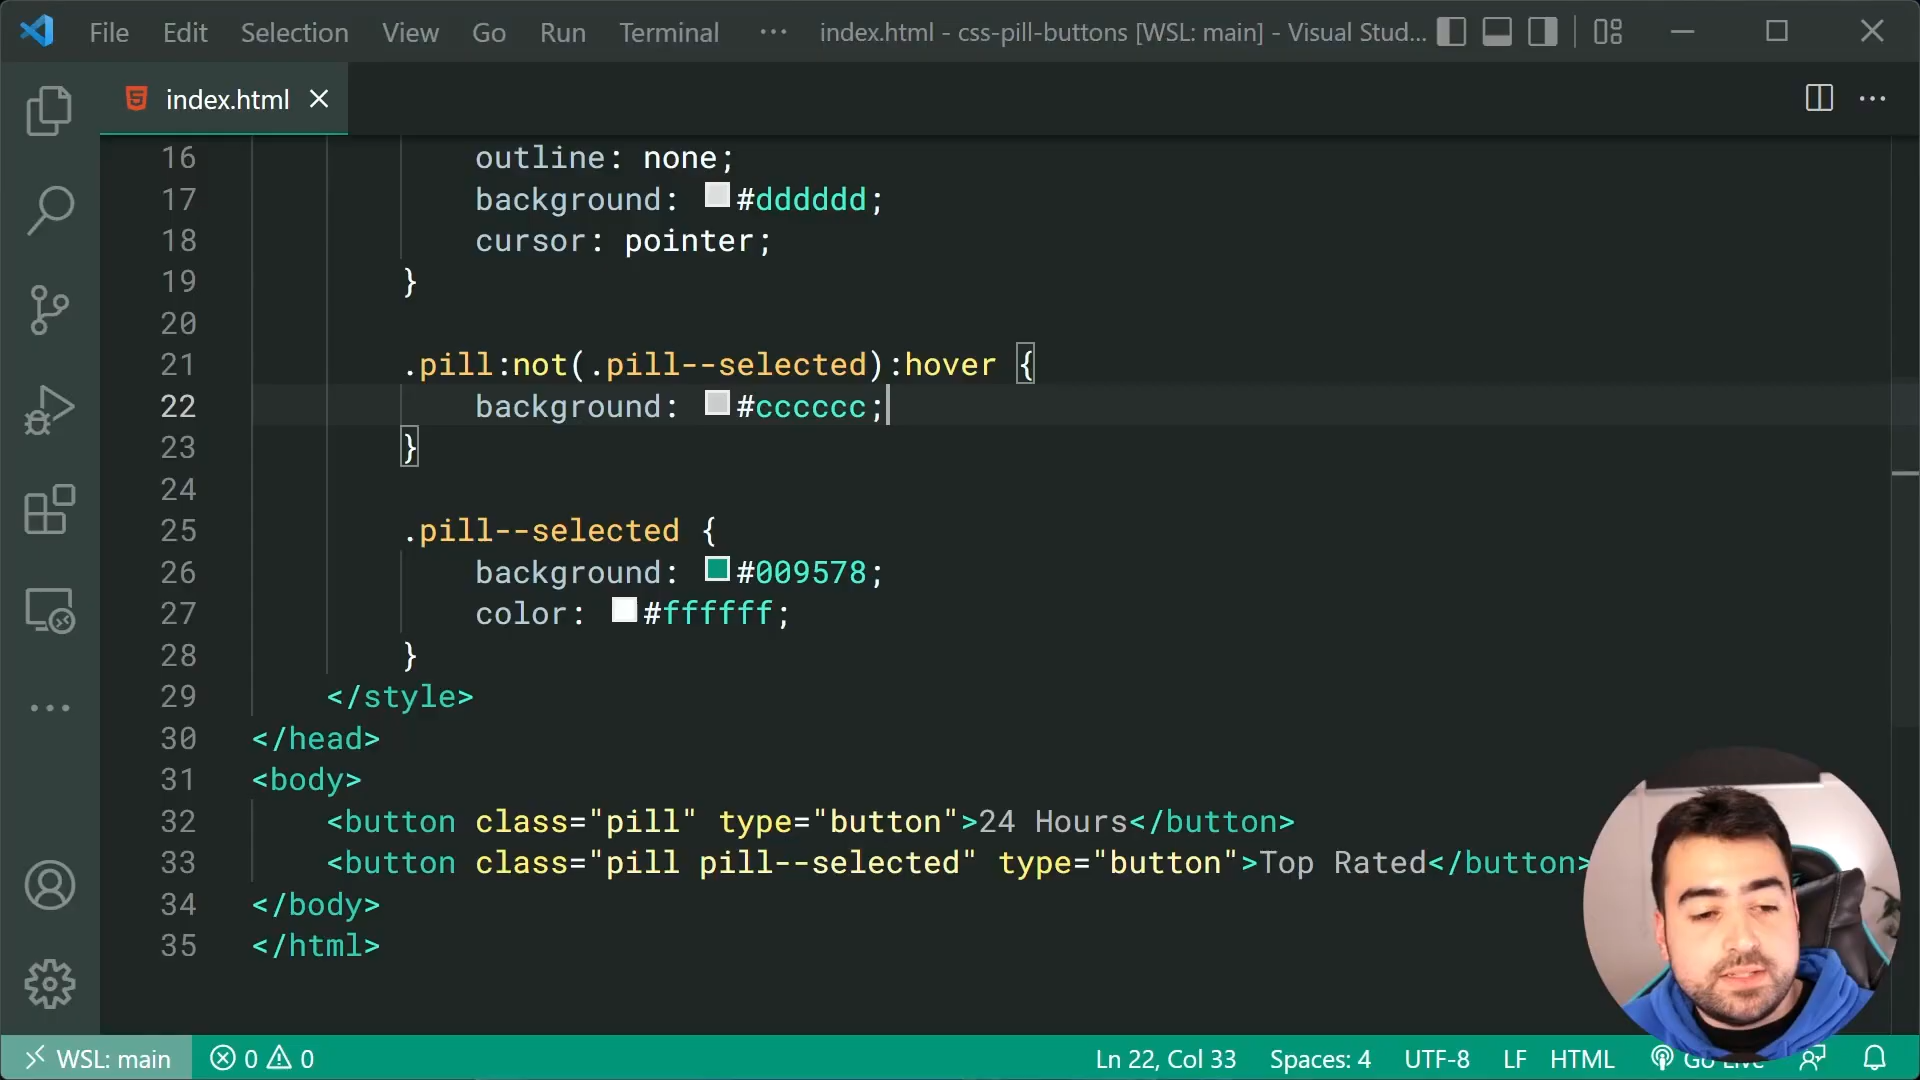 File Edit Selection View Go Run Terminal ··· index.html - css-pill-buttons [WSL: main] - Visual Stud...
index.html
16 outline: none;
17 background: #dddddd;
18 cursor: pointer;
19 }
20
21 .pill:not(.pill--selected):hover {
22 background: #cccccc;
23 }
24
25 .pill--selected {
26 background: #009578;
27 color: #ffffff;
28 }
29 </style>
30 </head>
31 <body>
32 <button class="pill" type="button">24 Hours</button>
33 <button class="pill pill--selected" type="button">Top Rated</button>
34 </body>
35 </html>
WSL: main 0 0 Ln 22, Col 33 Spaces: 4 UTF-8 LF HTML Go Live